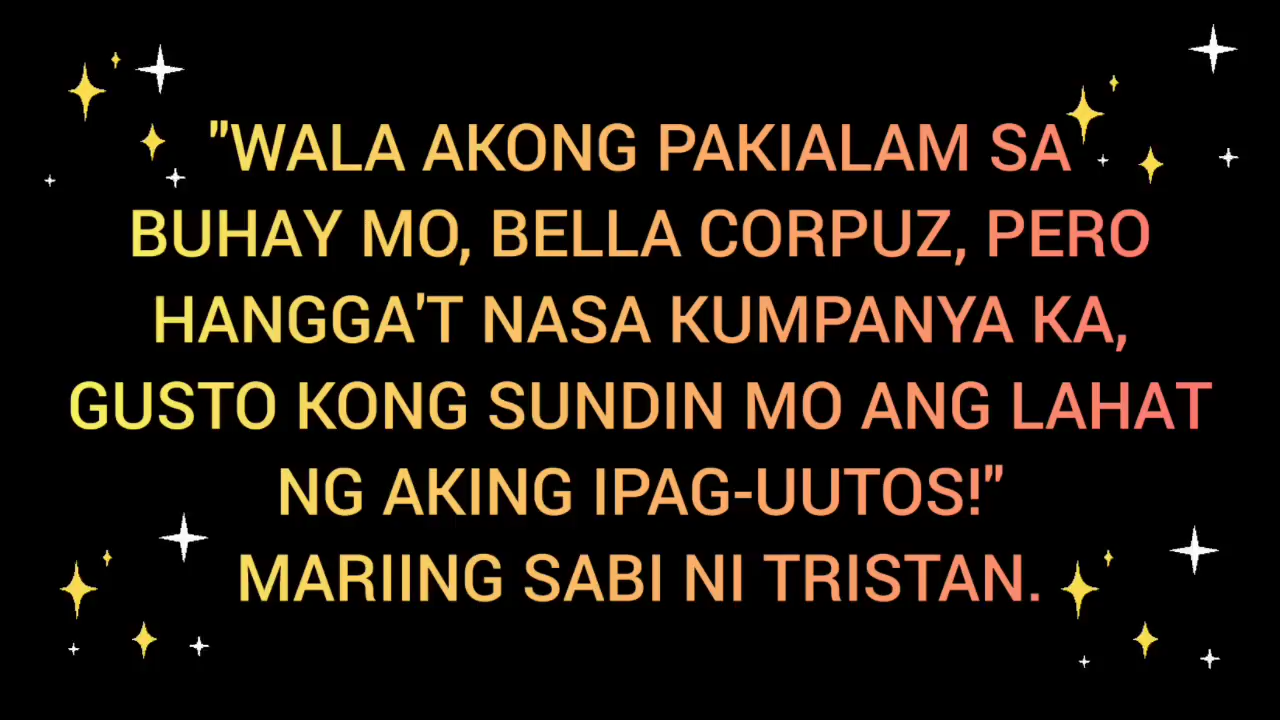 "WALA AKONG PAKIALAM SA
BUHAY MO, BELLA CORPUZ, PERO
HANGGA'T NASA KUMPANYA KA,
GUSTO KONG SUNDIN MO ANG LAHAT
NG AKING IPAG-UUTOS!"
MARIING SABI NI TRISTAN.